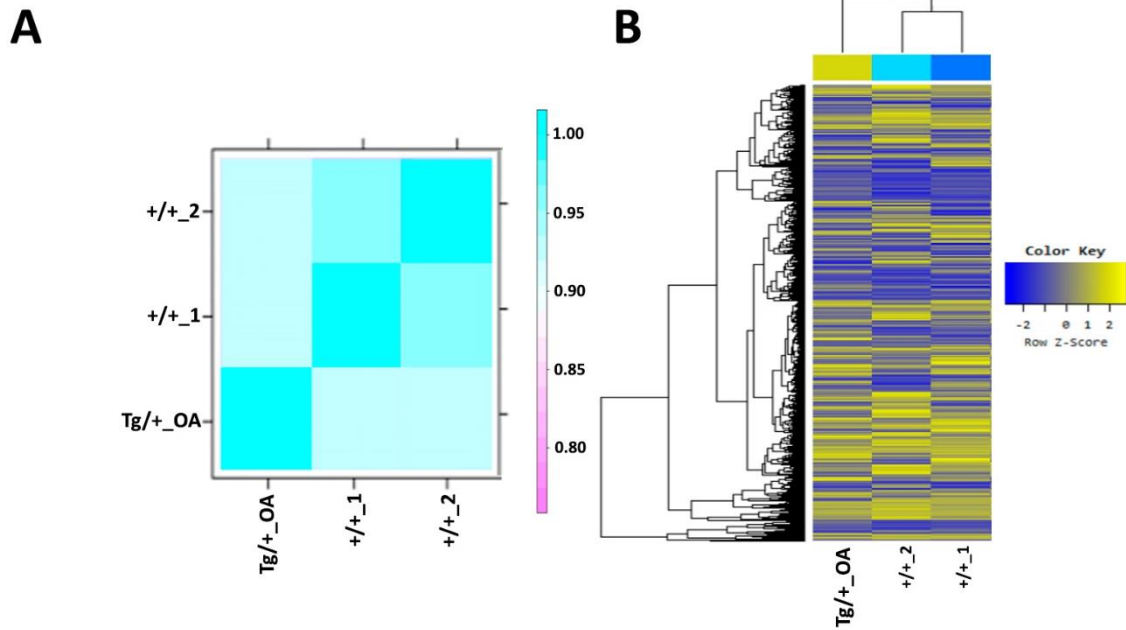 A
B
1.00
0.95
0.90
0.85
0.80
+/+_2
+/+_1
Tg/+_OA
Tg/+_OA
+/+_1
+/+_2
Color Key
-2 0 1 2
Row Z-Score
Tg/+_OA
+/+_2
+/+_1